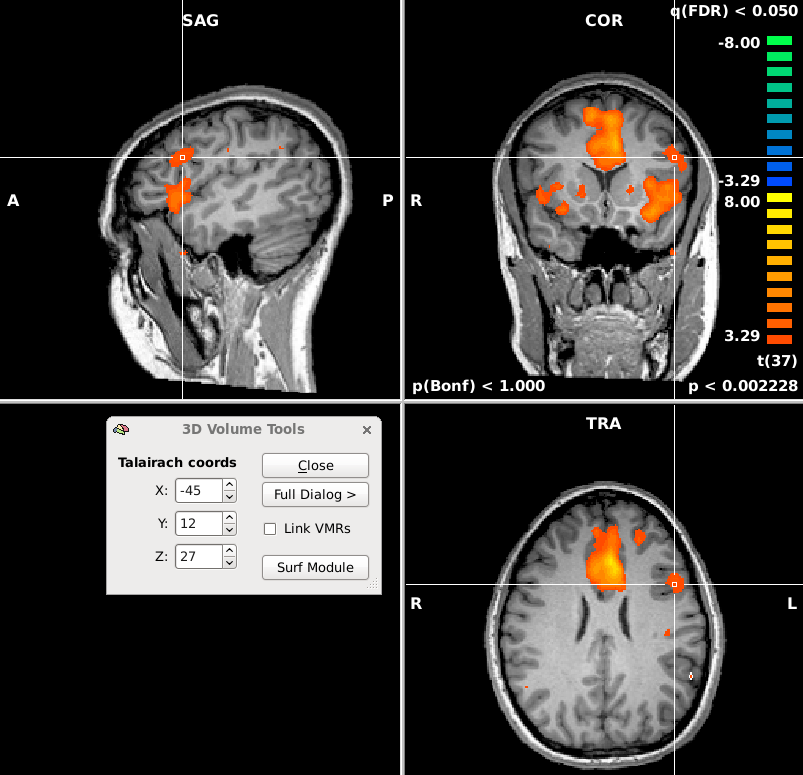 SAG
A
P
q(FDR) < 0.050
COR
-8.00
-3.29
8.00
R
3.29
t(37)
p(Bonf) < 1.000
p < 0.002228
3D Volume Tools
Talairach coords
Close
X: -45
Full Dialog >
Y: 12
Link VMRs
Z: 27
Surf Module
TRA
R
L